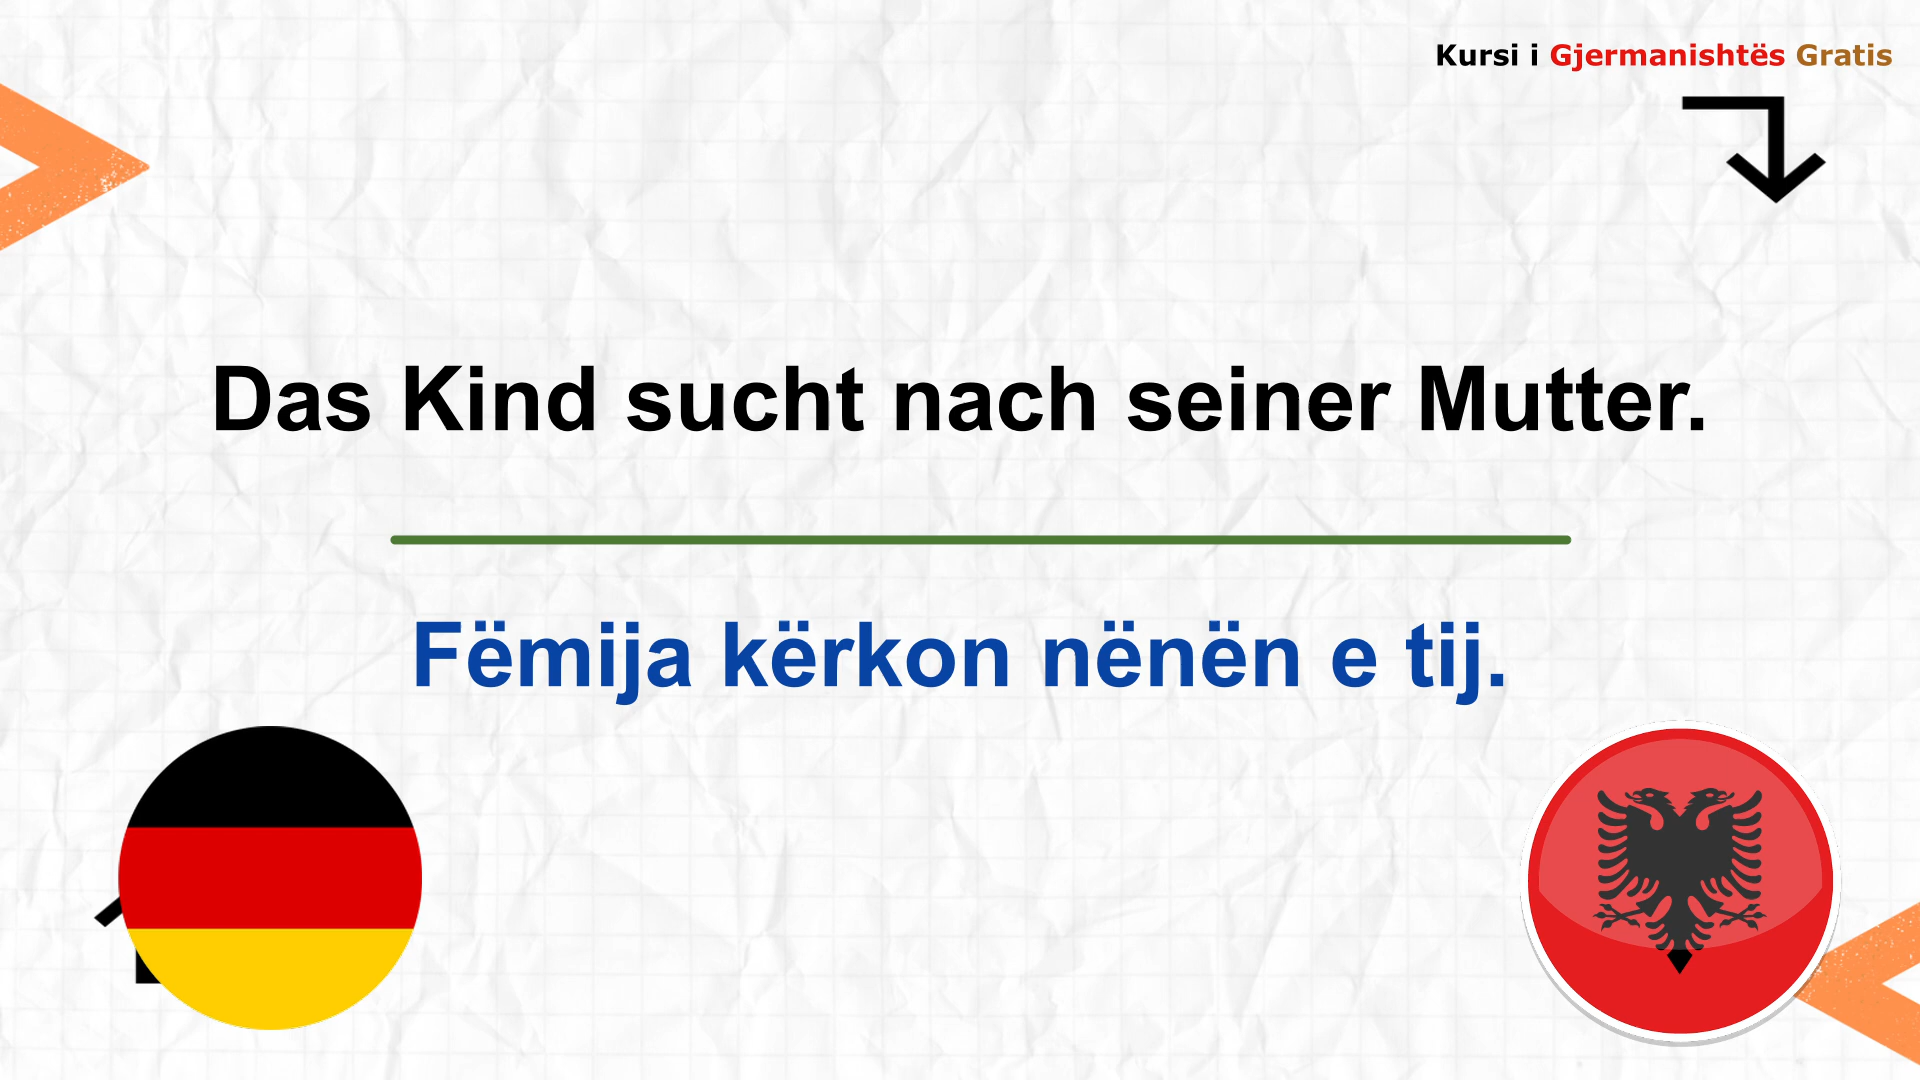 Kursi i Gjermanishtës Gratis
Das Kind sucht nach seiner Mutter.
Fëmija kërkon nënën e tij.